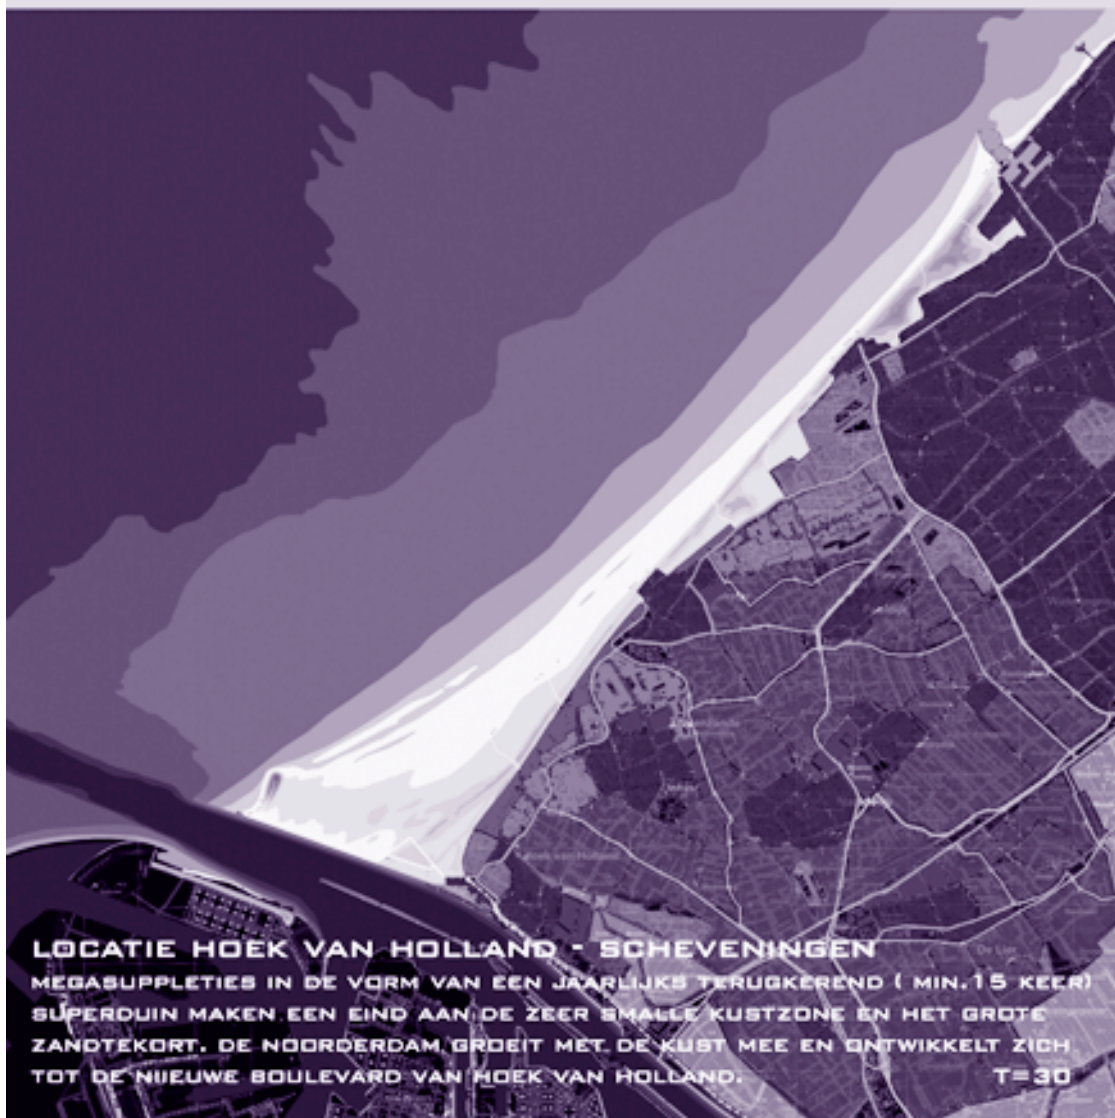 LOCATIE HOEK VAN HOLLAND - SCHEVENINGEN
MEGASUPPLETIES IN DE VORM VAN EEN JAARLIJKS TERUGKEREND ( MIN.15 KEER)
SUPERDUIN MAKEN EEN EIND AAN DE ZEER SMALLE KUSTZONE EN HET GROTE
ZANDTEKORT. DE NOORDERDAM GROEIT MET DE KUST MEE EN ONTWIKKELT ZICH
TOT DE NIIEUWE BOULEVARD VAN HOEK VAN HOLLAND. T=30